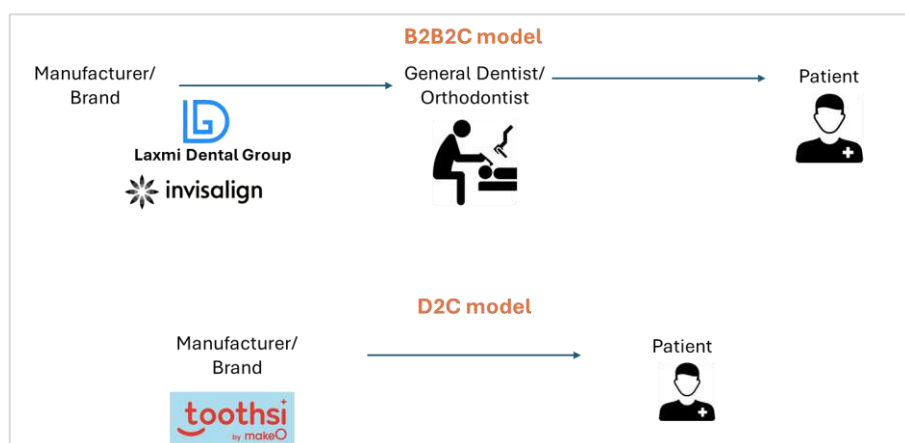 B2B2C model
Manufacturer/
Brand
General Dentist/
Orthodontist
Patient
Laxmi Dental Group
invisalign
D2C model
Manufacturer/
Brand
Patient
toothsi
by makeO